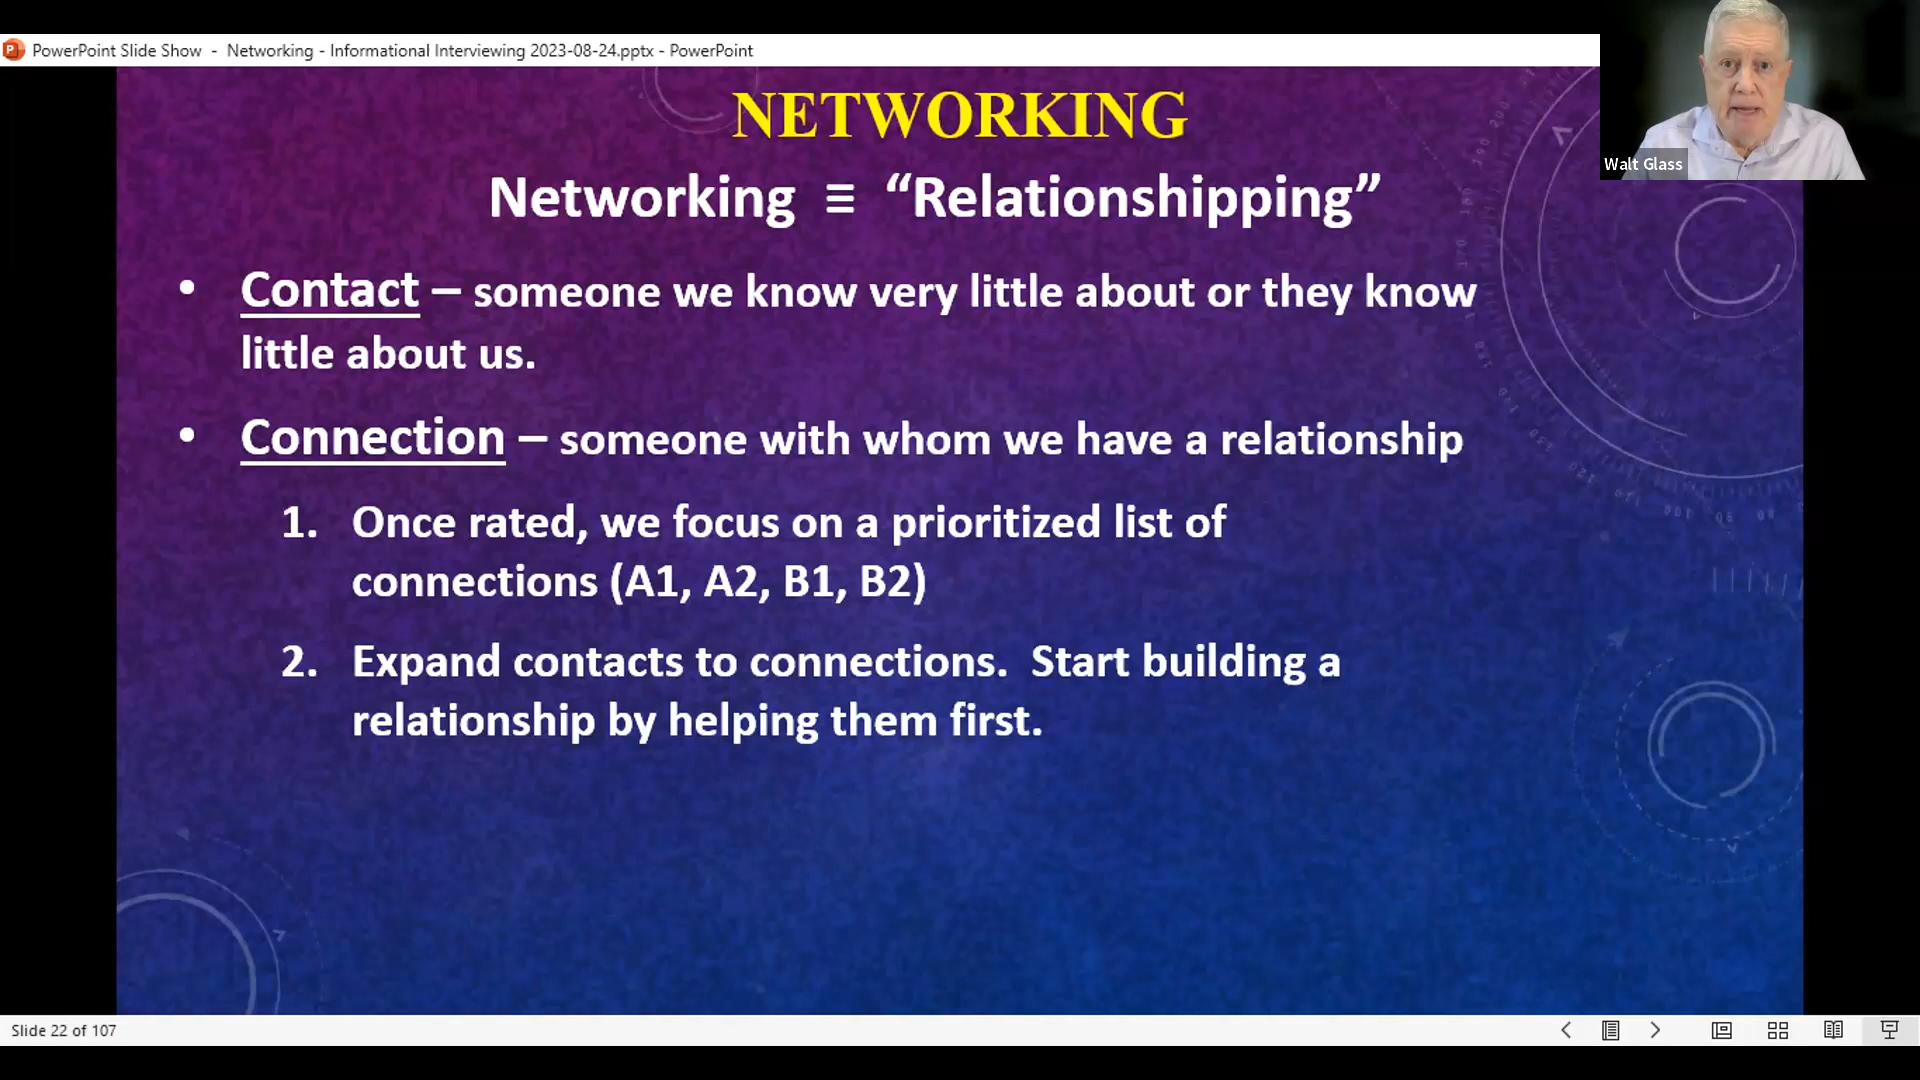 PowerPoint Slide Show - Networking - Informational Interviewing 2023-08-24.pptx - PowerPoint
Walt Glass
NETWORKING
Networking ≡ “Relationshipping”
• Contact – someone we know very little about or they know
little about us.
• Connection – someone with whom we have a relationship
1. Once rated, we focus on a prioritized list of
connections (A1, A2, B1, B2)
2. Expand contacts to connections. Start building a
relationship by helping them first.
Slide 22 of 107